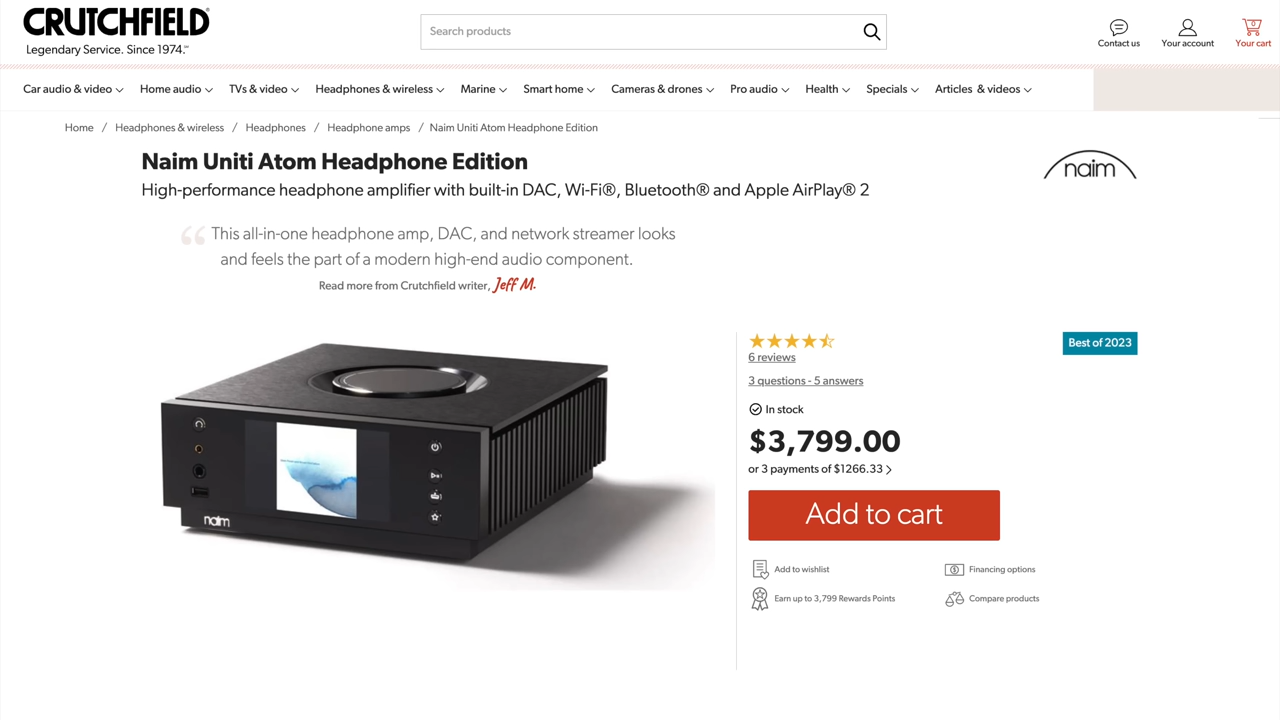 CRUTCHFIELD®
Legendary Service. Since 1974.℠
Search products
Contact us
Your account
0
Your cart
Car audio & video
Home audio
TVs & video
Headphones & wireless
Marine
Smart home
Cameras & drones
Pro audio
Health
Specials
Articles & videos
Home / Headphones & wireless / Headphones / Headphone amps / Naim Uniti Atom Headphone Edition
Naim Uniti Atom Headphone Edition
naim
High-performance headphone amplifier with built-in DAC, Wi-Fi®, Bluetooth® and Apple AirPlay® 2
“ This all-in-one headphone amp, DAC, and network streamer looks
and feels the part of a modern high-end audio component.
Read more from Crutchfield writer, Jeff M.
naim
Best of 2023
6 reviews
3 questions - 5 answers
In stock
$3,799.00
or 3 payments of $1266.33 >
Add to cart
Add to wishlist
Financing options
Earn up to 3,799 Rewards Points
Compare products